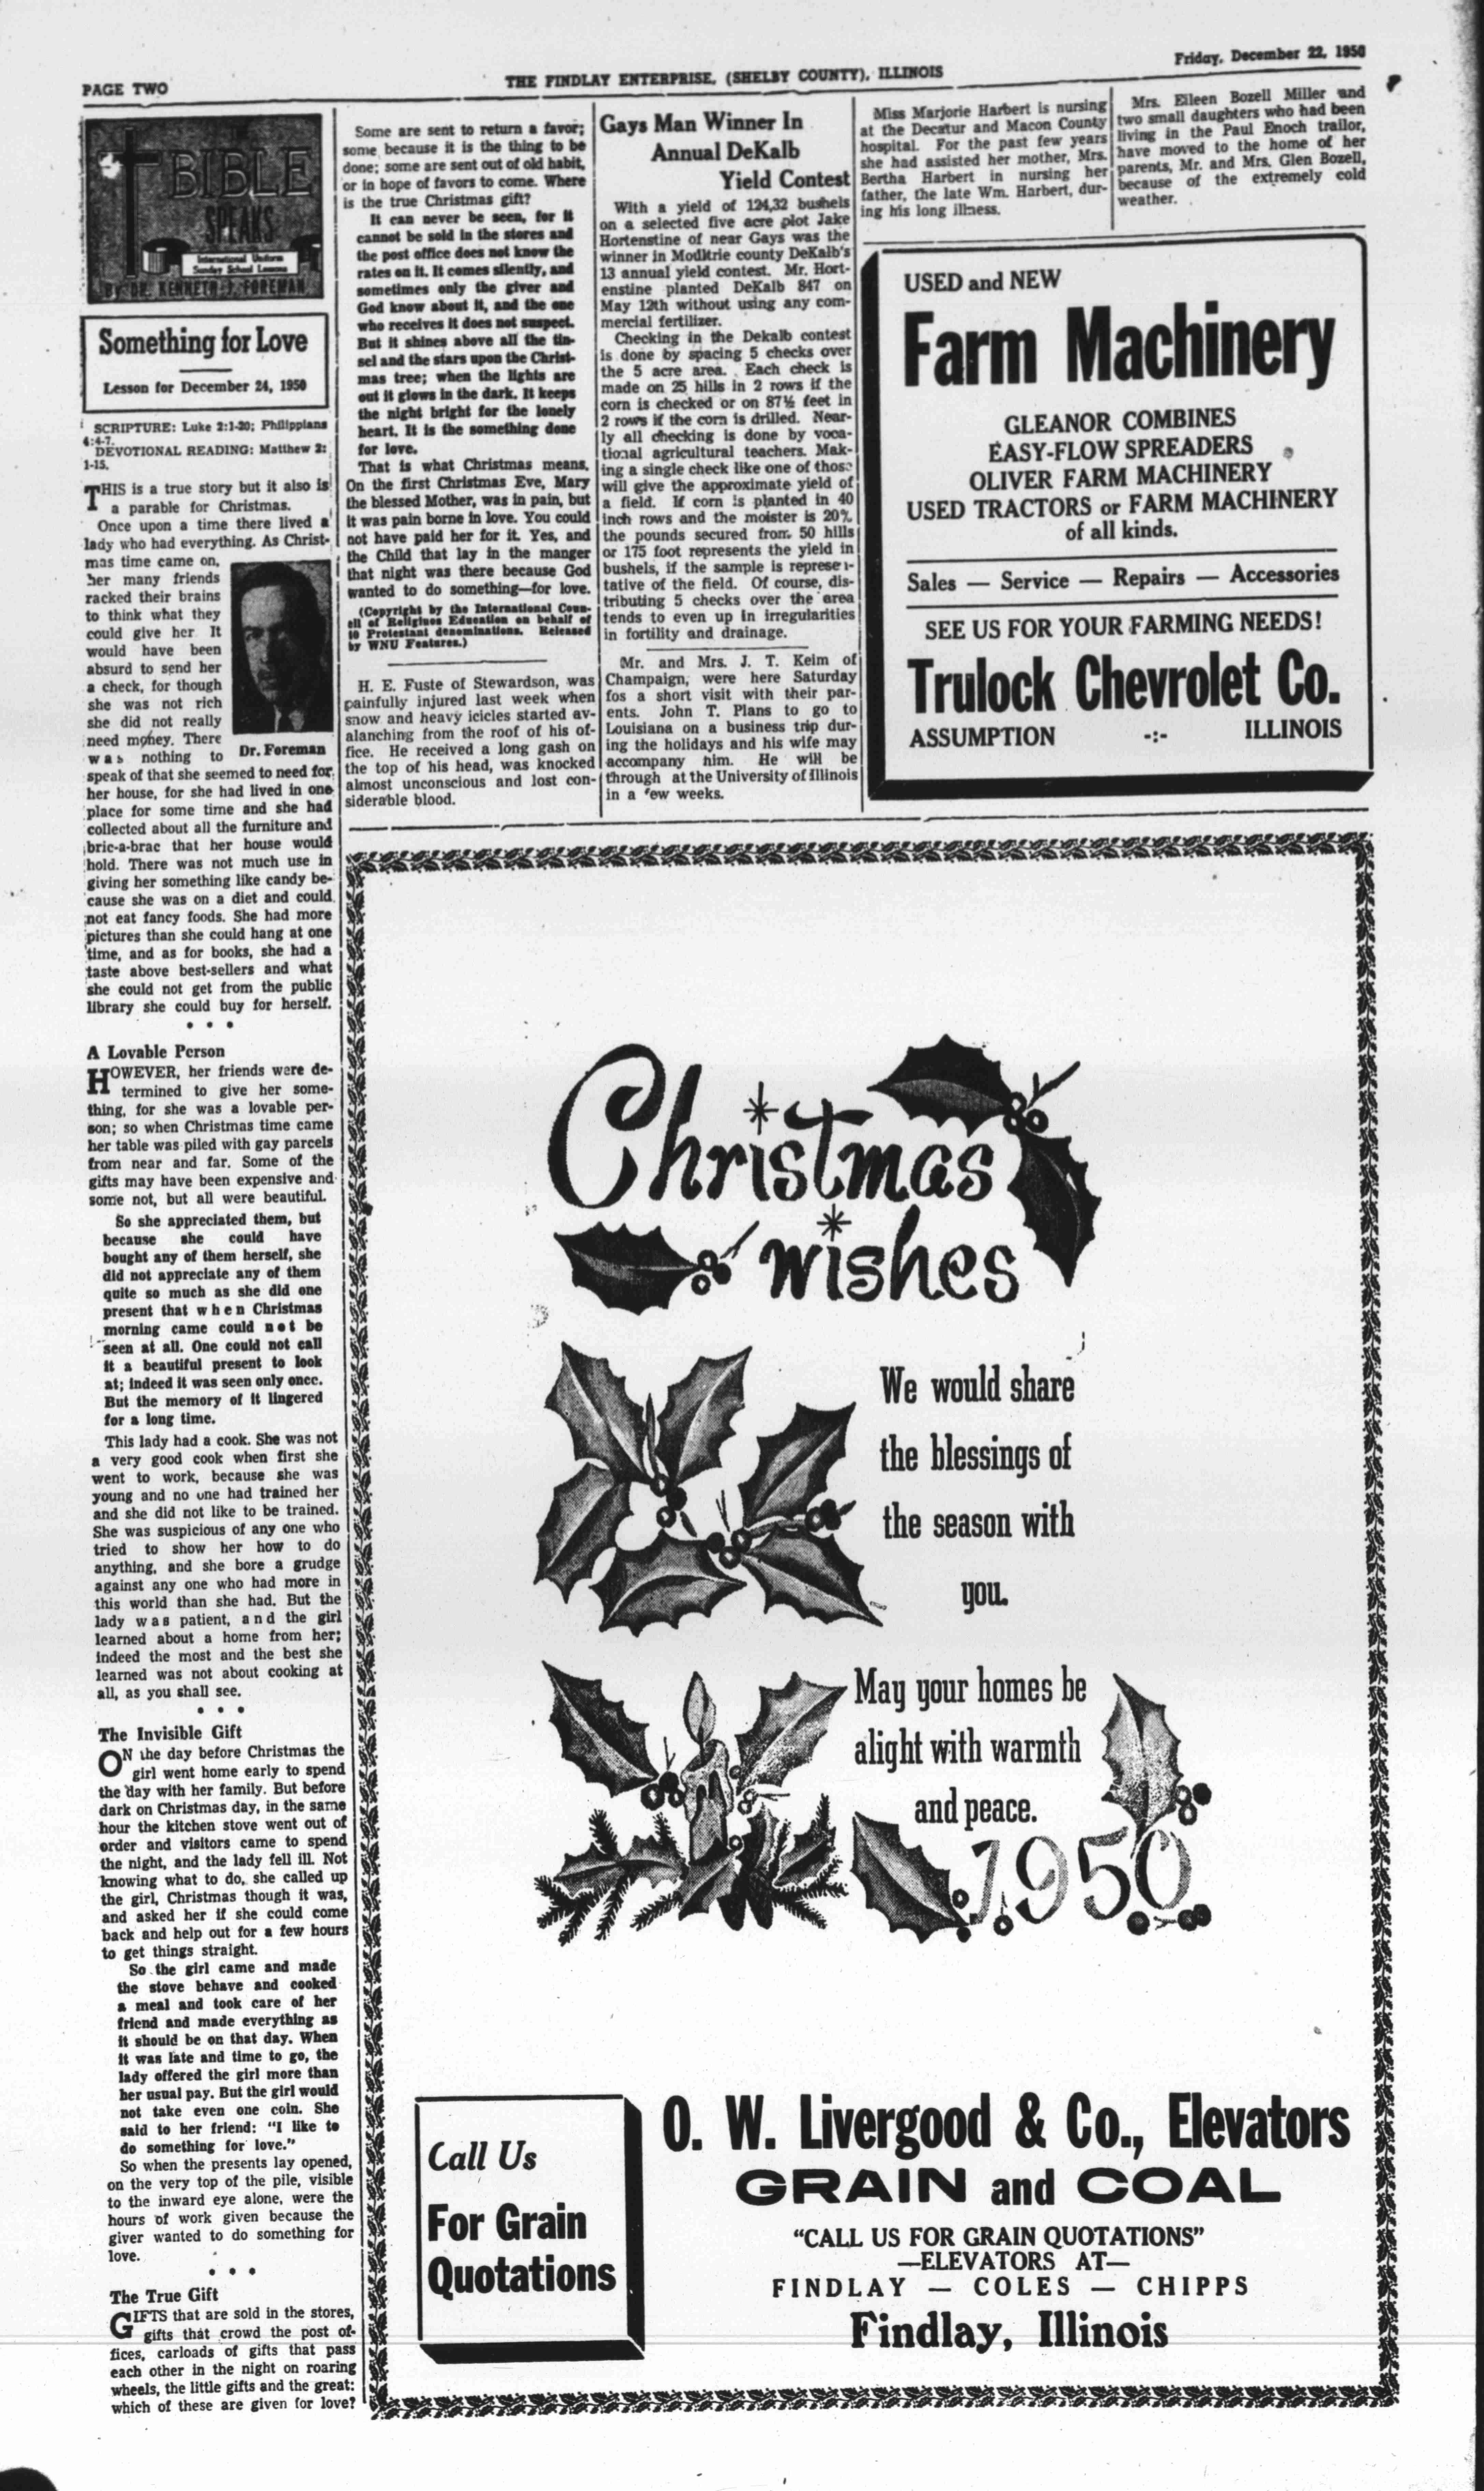 PAGE TWO
THE FINDLAY ENTERPRISE, (SHELBY COUNTY), ILLINOIS
Friday, December 22, 1950
BIBLE
SPEAKS
International Uniform
Sunday School Lessons
BY DR. KENNETH J. FOREMAN
Something for Love
Lesson for December 24, 1950
SCRIPTURE: Luke 2:1-20; Philippians
4:4-7.
DEVOTIONAL READING: Matthew 2:
1-15.
THIS is a true story but it also is
a parable for Christmas.
Once upon a time there lived a
lady who had everything. As Christ-
mas time came on,
her many friends
racked their brains
to think what they
could give her. It
would have been
absurd to send her
a check, for though
she was not rich
she did not really
need money. There
was nothing to
Dr. Foreman
speak of that she seemed to need for
her house, for she had lived in one
place for some time and she had
collected about all the furniture and
bric-a-brac that her house would
hold. There was not much use in
giving her something like candy be-
cause she was on a diet and could
not eat fancy foods. She had more
pictures than she could hang at one
time, and as for books, she had a
taste above best-sellers and what
she could not get from the public
library she could buy for herself.
• • •
A Lovable Person
HOWEVER, her friends were de-
termined to give her some-
thing, for she was a lovable per-
son; so when Christmas time came
her table was piled with gay parcels
from near and far. Some of the
gifts may have been expensive and
some not, but all were beautiful.
So she appreciated them, but
because she could have
bought any of them herself, she
did not appreciate any of them
quite so much as she did one
present that when Christmas
morning came could not be
seen at all. One could not call
it a beautiful present to look
at; indeed it was seen only once.
But the memory of it lingered
for a long time.
This lady had a cook. She was not
a very good cook when first she
went to work, because she was
young and no one had trained her
and she did not like to be trained.
She was suspicious of any one who
tried to show her how to do
anything, and she bore a grudge
against any one who had more in
this world than she had. But the
lady was patient, and the girl
learned about a home from her;
indeed the most and the best she
learned was not about cooking at
all, as you shall see.
• • •
The Invisible Gift
ON the day before Christmas the
girl went home early to spend
the day with her family. But before
dark on Christmas day, in the same
hour the kitchen stove went out of
order and visitors came to spend
the night, and the lady fell ill. Not
knowing what to do, she called up
the girl, Christmas though it was,
and asked her if she could come
back and help out for a few hours
to get things straight.
So the girl came and made
the stove behave and cooked
a meal and took care of her
friend and made everything as
it should be on that day. When
it was late and time to go, the
lady offered the girl more than
her usual pay. But the girl would
not take even one coin. She
said to her friend: "I like to
do something for love."
So when the presents lay opened,
on the very top of the pile, visible
to the inward eye alone, were the
hours of work given because the
giver wanted to do something for
love.
• • •
The True Gift
GIFTS that are sold in the stores,
gifts that crowd the post of-
fices, carloads of gifts that pass
each other in the night on roaring
wheels, the little gifts and the great:
which of these are given for love?
Some are sent to return a favor;
some because it is the thing to be
done; some are sent out of old habit,
or in hope of favors to come. Where
is the true Christmas gift?
It can never be seen, for it
cannot be sold in the stores and
the post office does not know the
rates on it. It comes silently, and
sometimes only the giver and
God know about it, and the one
who receives it does not suspect.
But it shines above all the tin-
sel and the stars upon the Christ-
mas tree; when the lights are
out it glows in the dark. It keeps
the night bright for the lonely
heart. It is the something done
for love.
That is what Christmas means.
On the first Christmas Eve, Mary
the blessed Mother, was in pain, but
it was pain borne in love. You could
not have paid her for it. Yes, and
the Child that lay in the manger
that night was there because God
wanted to do something—for love.
(Copyright by the International Coun-
cil of Religious Education on behalf of
40 Protestant denominations. Released
by WNU Features.)
H. E. Fuste of Stewardson, was
painfully injured last week when
snow and heavy icicles started av-
alanching from the roof of his of-
fice. He received a long gash on
the top of his head, was knocked
almost unconscious and lost con-
siderable blood.
Gays Man Winner In
Annual DeKalb
Yield Contest
With a yield of 124,32 bushels
on a selected five acre plot Jake
Hortenstine of near Gays was the
winner in Modltrie county DeKalb's
13 annual yield contest. Mr. Hort-
enstine planted DeKalb 847 on
May 12th without using any com-
mercial fertilizer.
Checking in the Dekalb contest
is done by spacing 5 checks over
the 5 acre area. Each check is
made on 25 hills in 2 rows if the
corn is checked or on 87½ feet in
2 rows if the corn is drilled. Near-
ly all checking is done by voca-
tional agricultural teachers. Mak-
ing a single check like one of those
will give the approximate yield of
a field. If corn is planted in 40
inch rows and the moister is 20%
the pounds secured from 50 hills
or 175 foot represents the yield in
bushels, if the sample is represen-
tative of the field. Of course, dis-
tributing 5 checks over the area
tends to even up in irregularities
in fortility and drainage.
Mr. and Mrs. J. T. Keim of
Champaign, were here Saturday
fos a short visit with their par-
ents. John T. Plans to go to
Louisiana on a business trip dur-
ing the holidays and his wife may
accompany him. He will be
through at the University of Illinois
in a few weeks.
Miss Marjorie Harbert is nursing
at the Decatur and Macon County
hospital. For the past few years
she had assisted her mother, Mrs.
Bertha Harbert in nursing her
father, the late Wm. Harbert, dur-
ing his long illness.
Mrs. Eileen Bozell Miller and
two small daughters who had been
living in the Paul Enoch trailor,
have moved to the home of her
parents, Mr. and Mrs. Glen Bozell,
because of the extremely cold
weather.
USED and NEW
Farm Machinery
GLEANOR COMBINES
EASY-FLOW SPREADERS
OLIVER FARM MACHINERY
USED TRACTORS or FARM MACHINERY
of all kinds.
Sales — Service — Repairs — Accessories
SEE US FOR YOUR FARMING NEEDS!
Trulock Chevrolet Co.
ASSUMPTION -:- ILLINOIS
Christmas
wishes
We would share
the blessings of
the season with
you.
May your homes be
alight with warmth
and peace.
1950
Call Us
For Grain
Quotations
O. W. Livergood & Co., Elevators
GRAIN and COAL
"CALL US FOR GRAIN QUOTATIONS"
—ELEVATORS AT—
FINDLAY — COLES — CHIPPS
Findlay, Illinois